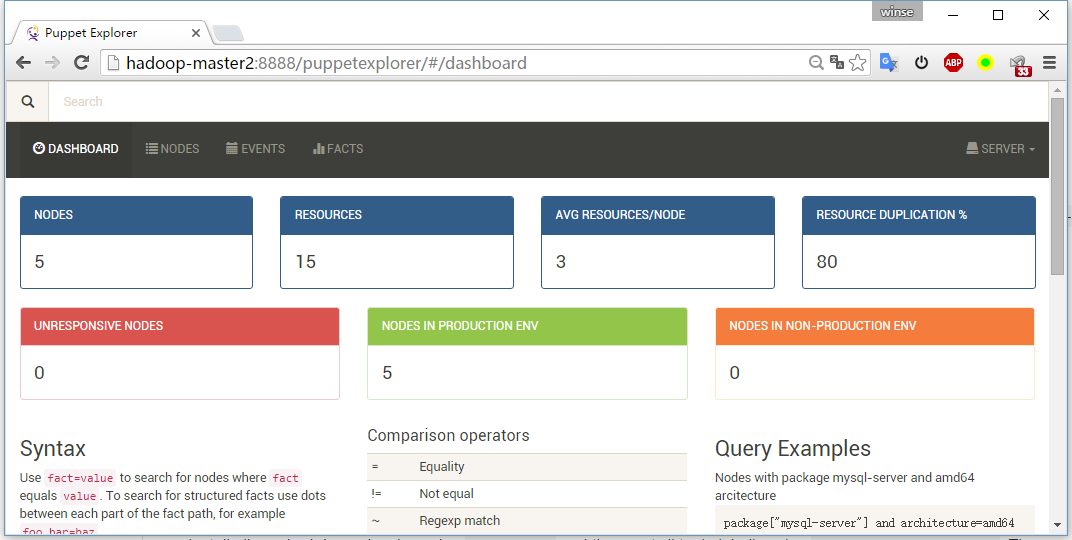 winse
Puppet Explorer
hadoop-master2:8888/puppetexplorer/#/dashboard
ABP
33
Search
DASHBOARD
NODES
EVENTS
FACTS
SERVER
NODES
5
RESOURCES
15
AVG RESOURCES/NODE
3
RESOURCE DUPLICATION %
80
UNRESPONSIVE NODES
0
NODES IN PRODUCTION ENV
5
NODES IN NON-PRODUCTION ENV
0
Syntax
Use fact=value to search for nodes where fact
equals value. To search for structured facts use dots
between each part of the fact path, for example
foo.bar=baz
Comparison operators
= Equality
!= Not equal
~ Regexp match
Query Examples
Nodes with package mysql-server and amd64
arcitecture
package["mysql-server"] and architecture=amd64